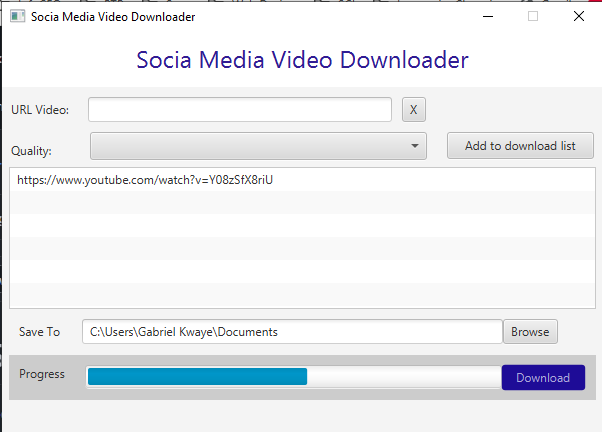 Socia Media Video Downloader
Socia Media Video Downloader
URL Video:
X
Quality:
Add to download list
https://www.youtube.com/watch?v=Y08zSfX8riU
Save To
C:\Users\Gabriel Kwaye\Documents
Browse
Progress
Download